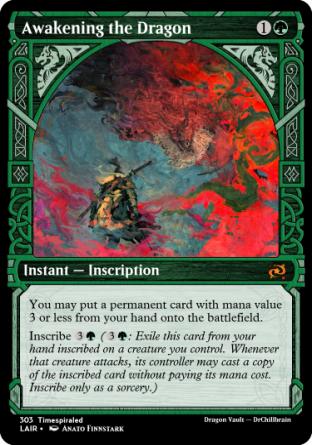 Awakening the Dragon 1
Instant — Inscription
You may put a permanent card with mana value
3 or less from your hand onto the battlefield.
Inscribe 3 ( 3 : Exile this card from your
hand inscribed on a creature you control. Whenever
that creature attacks, its controller may cast a copy
of the inscribed card without paying its mana cost.
Inscribe only as a sorcery.)
303 Timespiraled
LAIR • Anato Finnstark
Dragon Vault — DrChillbrain